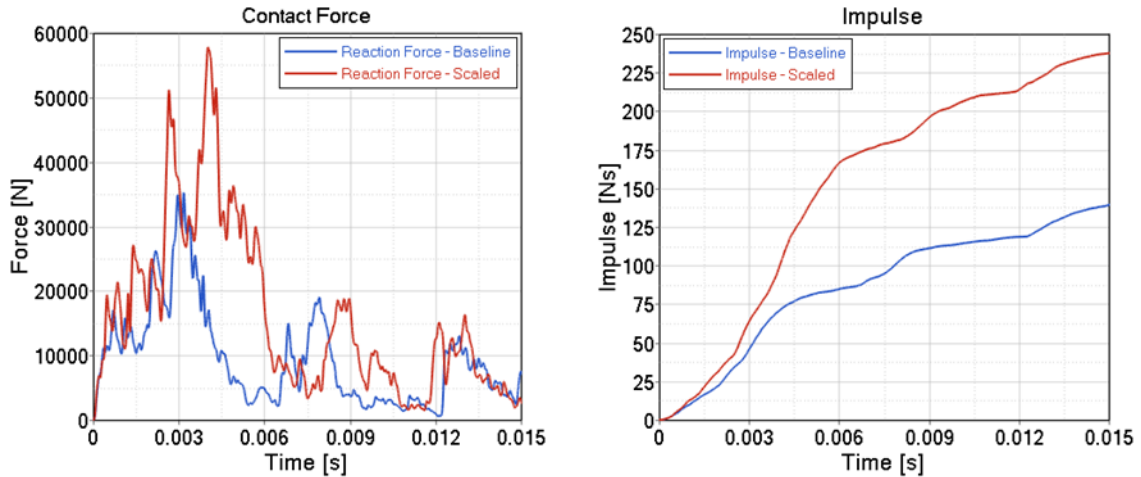 Contact Force
Force [N]
60000
50000
40000
30000
20000
10000
0
Reaction Force - Baseline
Reaction Force - Scaled
0 0.003 0.006 0.009 0.012 0.015
Time [s]
Impulse
Impulse [Ns]
250
225
200
175
150
125
100
75
50
25
0
Impulse - Baseline
Impulse - Scaled
0 0.003 0.006 0.009 0.012 0.015
Time [s]